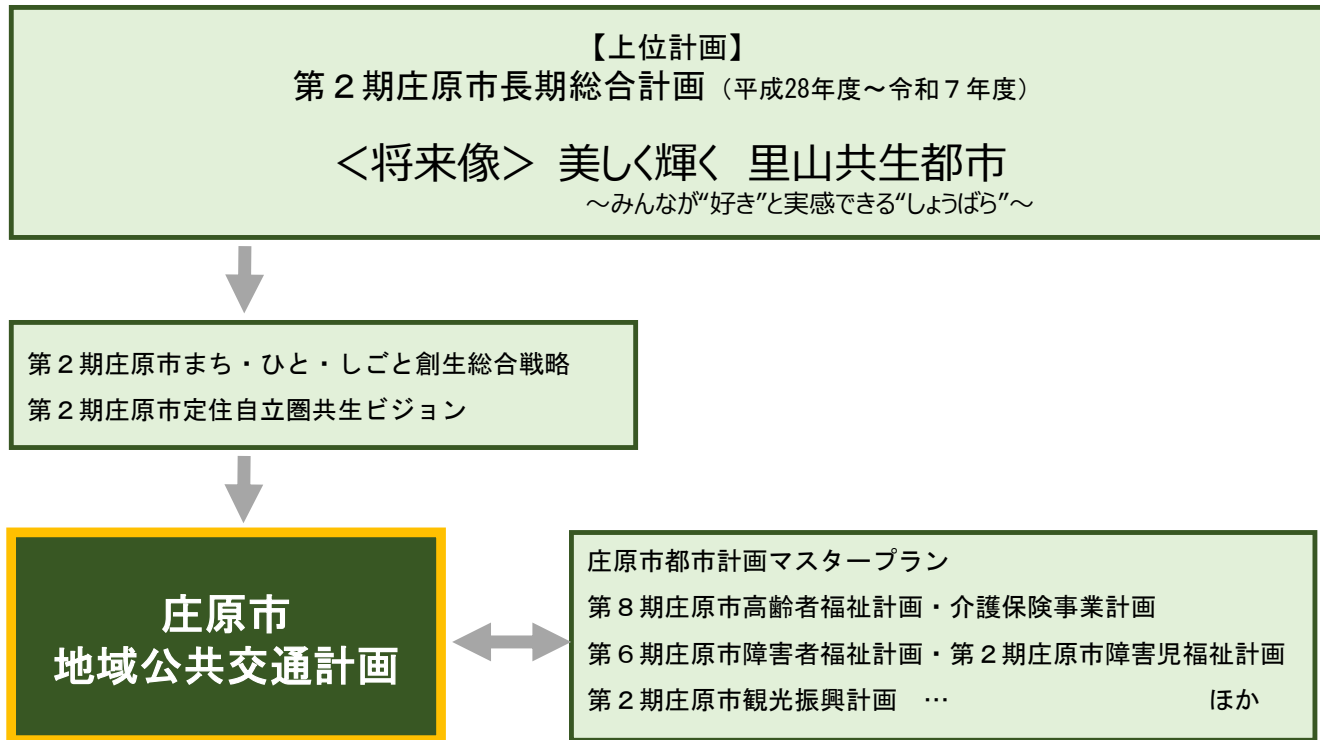 【上位計画】
第２期庄原市長期総合計画（平成28年度～令和７年度）
＜将来像＞ 美しく輝く 里山共生都市
～みんなが“好き”と実感できる“しょうばら”～
第２期庄原市まち・ひと・しごと創生総合戦略
第２期庄原市定住自立圏共生ビジョン
庄原市
地域公共交通計画
庄原市都市計画マスタープラン
第８期庄原市高齢者福祉計画・介護保険事業計画
第６期庄原市障害者福祉計画・第２期庄原市障害児福祉計画
第２期庄原市観光振興計画 … ほか